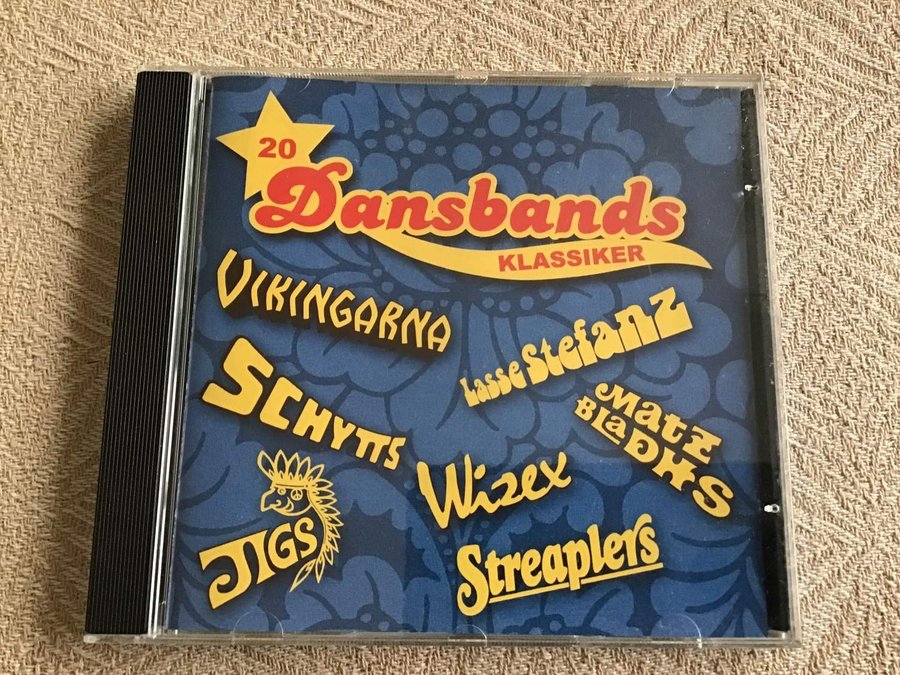 20
Dansbands
KLASSIKER
VIKINGARNA
Lasse Stefanz
SCHYTTS
Matz
BLaDHS
Wizex
JIGS
Streaplers